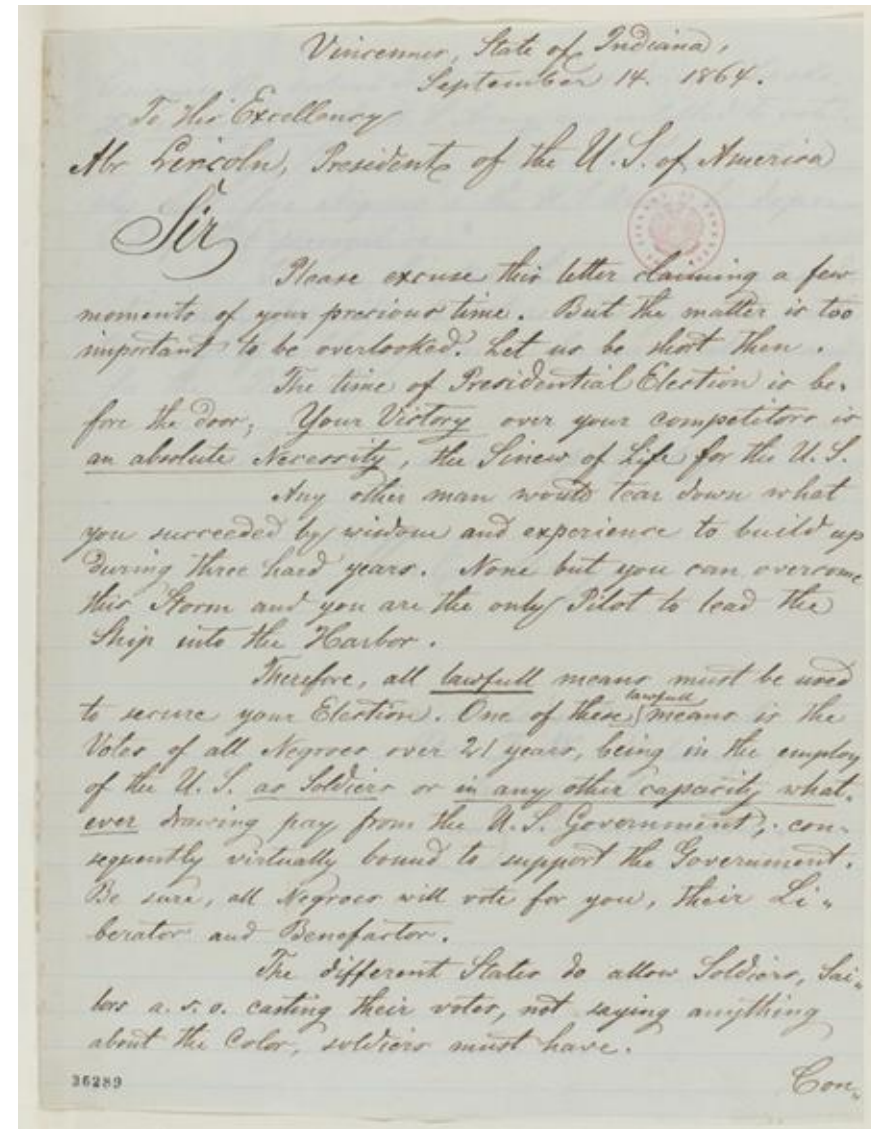 Vincennes, State of Indiana,
September 14. 1864.
To His Excellency
Abr Lincoln, President of the U. S. of America
Sir
Please excuse this letter claiming a few
moments of your precious time. But the matter is too
important to be overlooked. Let us be short then.
The time of Presidential Election is be-
fore the door; Your Victory over your competitors is
an absolute Necessity, the Sinew of Life for the U. S.
Any other man would tear down what
you succeeded by wisdom and experience to build up
during three hard years. None but you can overcome
this Storm and you are the only Pilot to lead the
Ship into the Harbor.
Therefore, all lawfull means must be used
to secure your Election. One of these lawfull means is the
Votes of all Negroes over 21 years, being in the employ
of the U. S. as Soldiers or in any other capacity what-
ever drawing pay from the U. S. Government; con-
sequently virtually bound to support the Government.
Be sure, all Negroes will vote for you, their Li-
berator and Benefactor.
The different States do allow Soldiers, Sai-
lors a. s. o. casting their votes, not saying anything
about the Color, soldiers must have.
36289
Con-